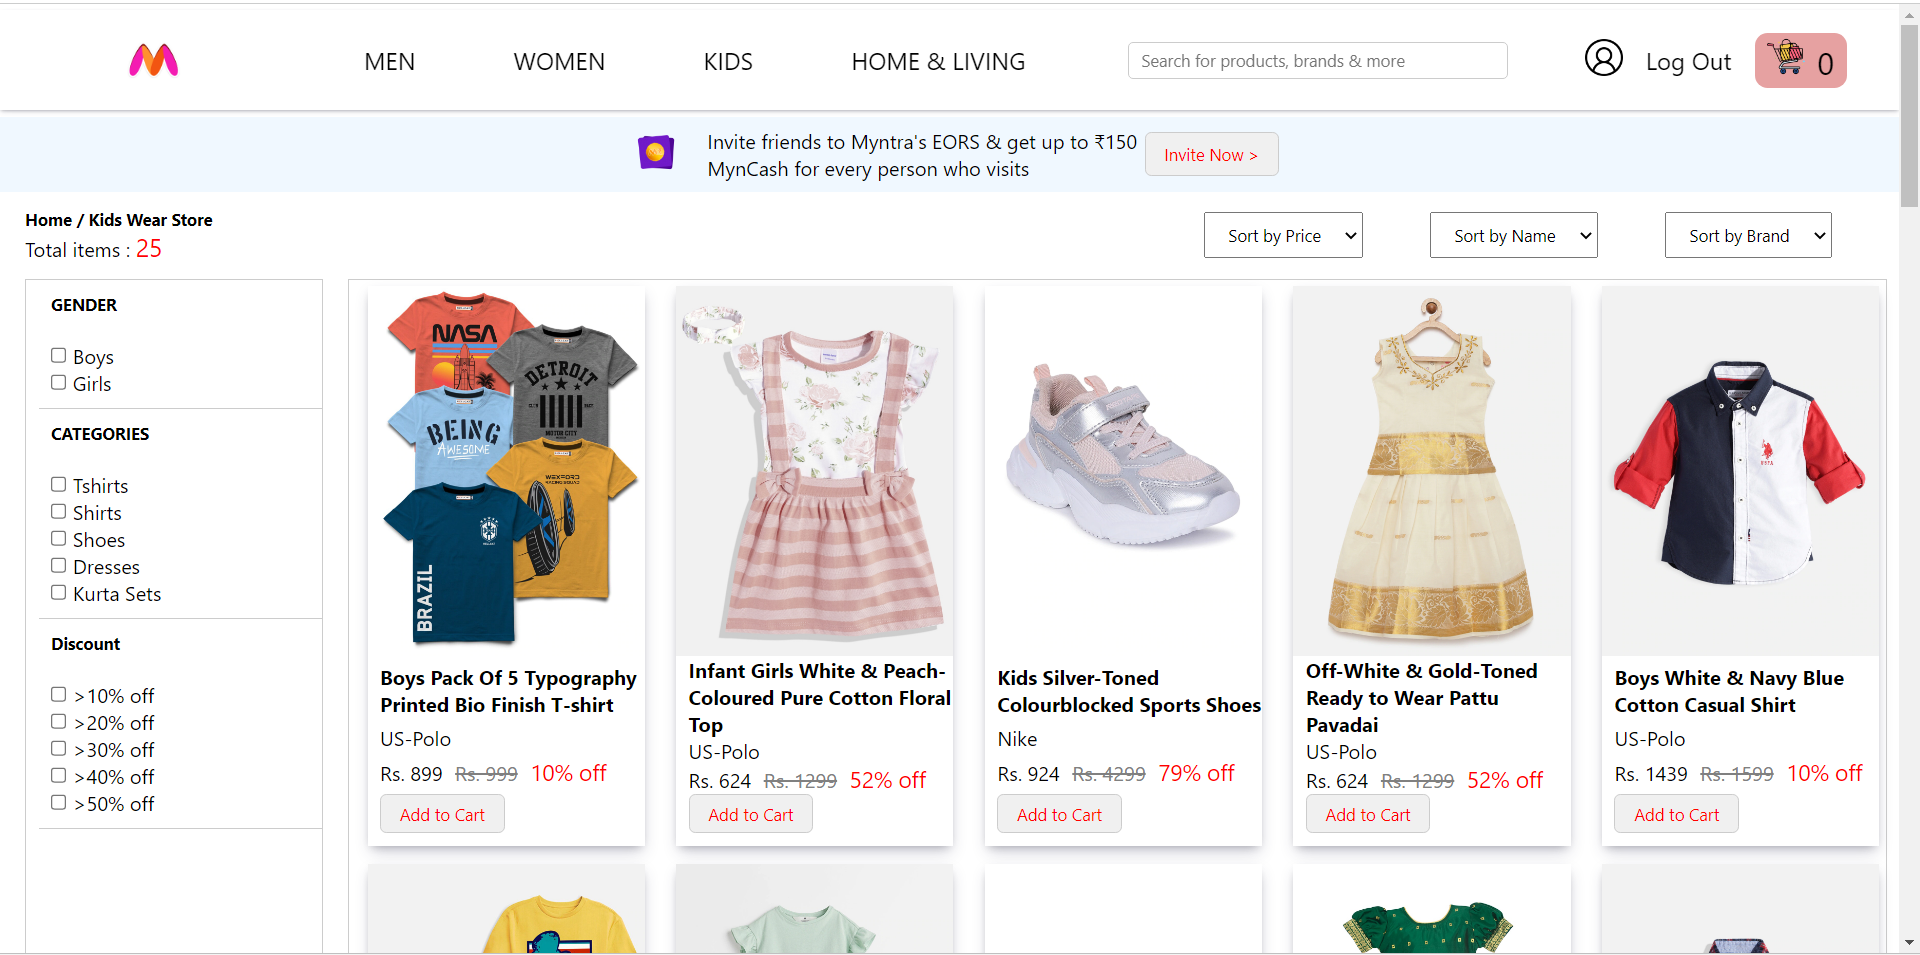 MEN
WOMEN
KIDS
HOME & LIVING
Search for products, brands & more
Log Out
0
Invite friends to Myntra's EORS & get up to ₹150
MynCash for every person who visits
Invite Now >
Home / Kids Wear Store
Total items : 25
Sort by Price
Sort by Name
Sort by Brand
GENDER
Boys
Girls
CATEGORIES
Tshirts
Shirts
Shoes
Dresses
Kurta Sets
Discount
>10% off
>20% off
>30% off
>40% off
>50% off
NASA
DETROIT
MOTOR CITY
BEING
AWESOME
WEXFORD
RACING SQUAD
BRAZIL
Boys Pack Of 5 Typography
Printed Bio Finish T-shirt
US-Polo
Rs. 899 Rs. 999 10% off
Add to Cart
Infant Girls White & Peach-
Coloured Pure Cotton Floral
Top
US-Polo
Rs. 624 Rs. 1299 52% off
Add to Cart
Kids Silver-Toned
Colourblocked Sports Shoes
Nike
Rs. 924 Rs. 4299 79% off
Add to Cart
Off-White & Gold-Toned
Ready to Wear Pattu
Pavadai
US-Polo
Rs. 624 Rs. 1299 52% off
Add to Cart
USPA
Boys White & Navy Blue
Cotton Casual Shirt
US-Polo
Rs. 1439 Rs. 1599 10% off
Add to Cart